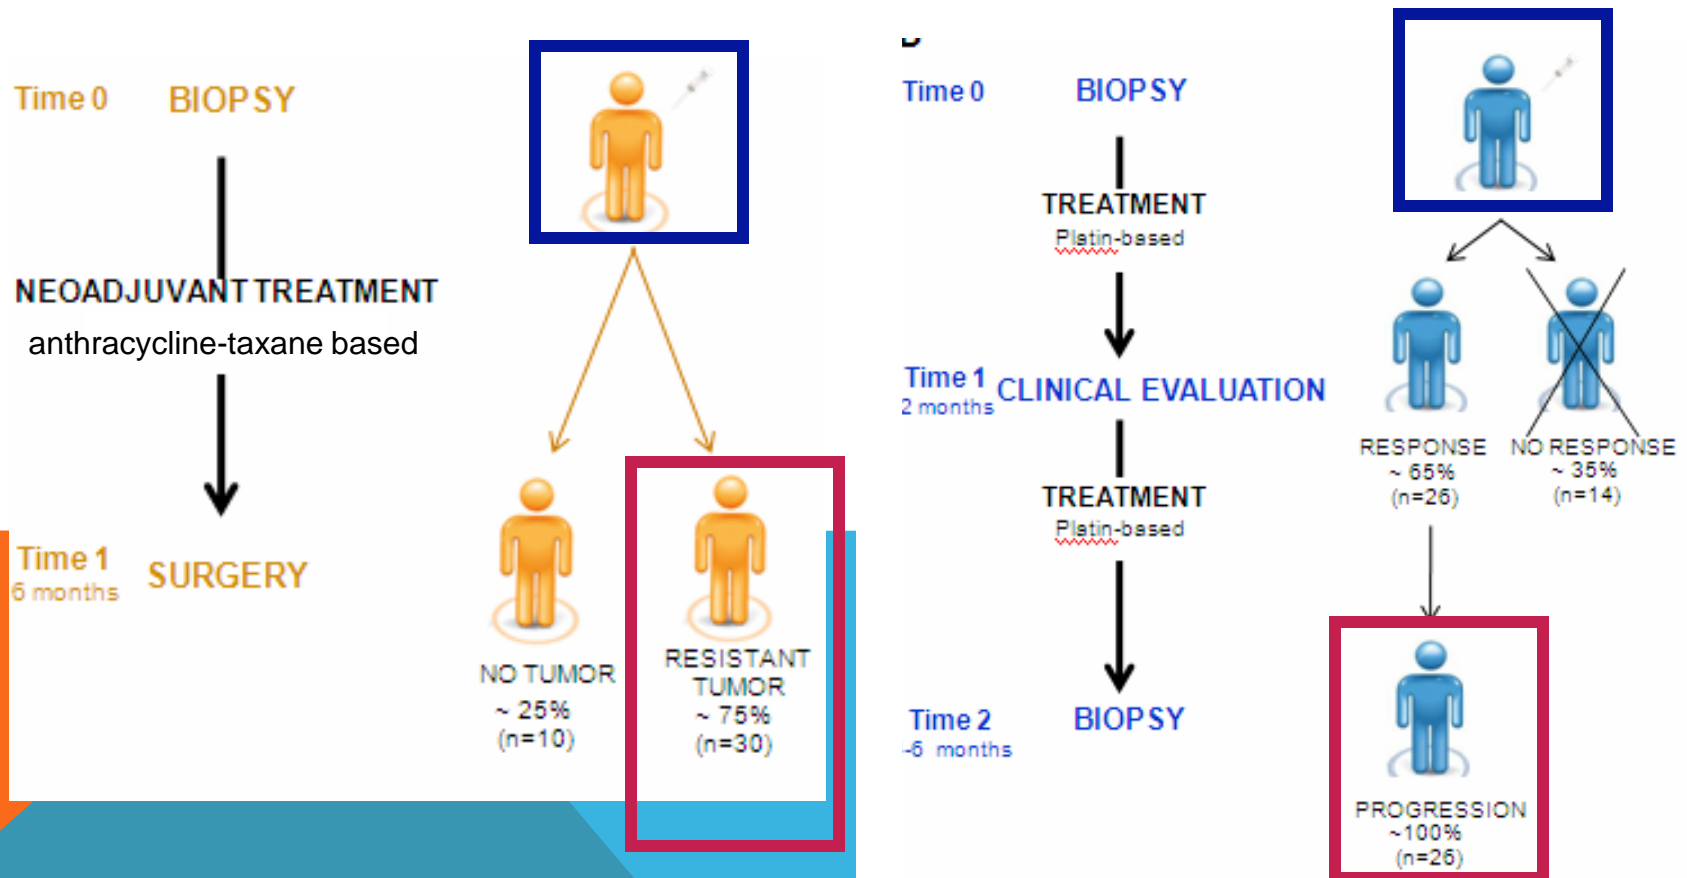 Time 0 BIOPSY
NEOADJUVANT TREATMENT
anthracycline-taxane based
Time 1 SURGERY
6 months
NO TUMOR
~ 25%
(n=10)
RESISTANT
TUMOR
~ 75%
(n=30)
Time 0 BIOPSY
TREATMENT
Platin-based
Time 1 CLINICAL EVALUATION
2 months
RESPONSE
~ 65%
(n=26)
NO RESPONSE
~ 35%
(n=14)
TREATMENT
Platin-based
Time 2 BIOPSY
-6 months
PROGRESSION
~100%
(n=26)